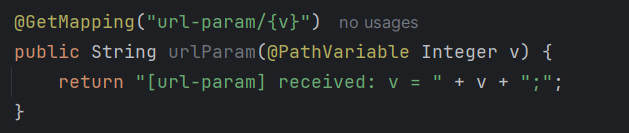 @GetMapping("url-param/{v}") no usages
public String urlParam(@PathVariable Integer v) {
    return "[url-param] received: v = " + v + ";";
}